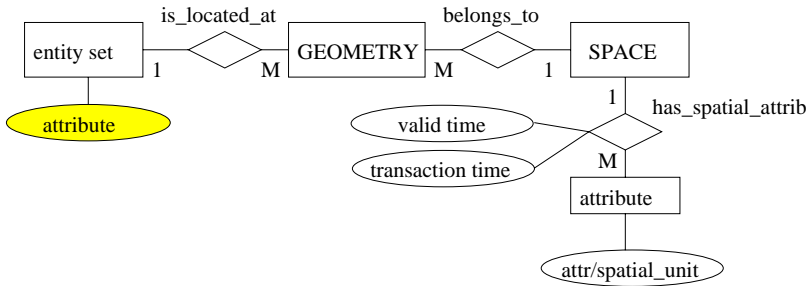 is_located_at
belongs_to
entity set
1
M
GEOMETRY
M
1
SPACE
attribute
1
has_spatial_attrib
valid time
transaction time
M
attribute
attr/spatial_unit